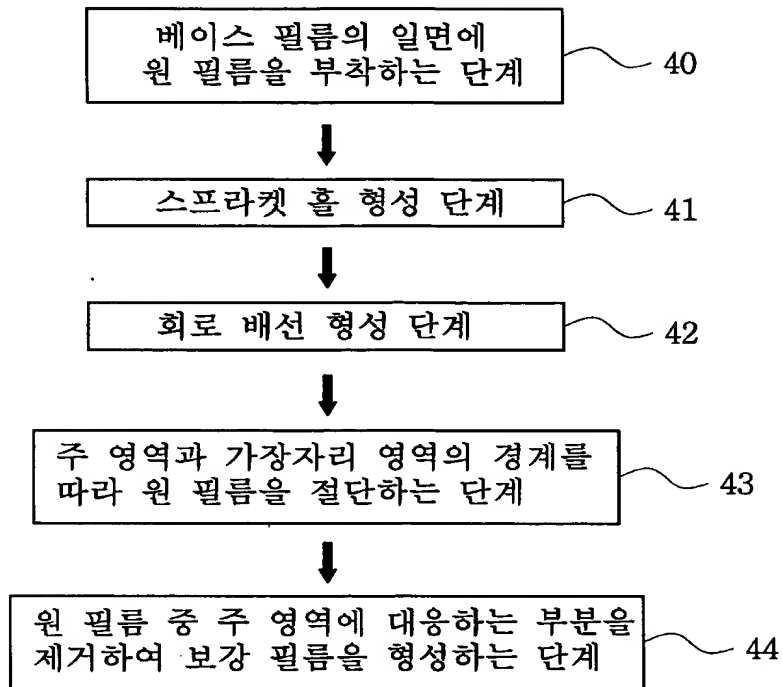 베이스 필름의 일면에
원 필름을 부착하는 단계
40
스프라켓 홀 형성 단계
41
회로 배선 형성 단계
42
주 영역과 가장자리 영역의 경계를
따라 원 필름을 절단하는 단계
43
원 필름 중 주 영역에 대응하는 부분을
제거하여 보강 필름을 형성하는 단계
44